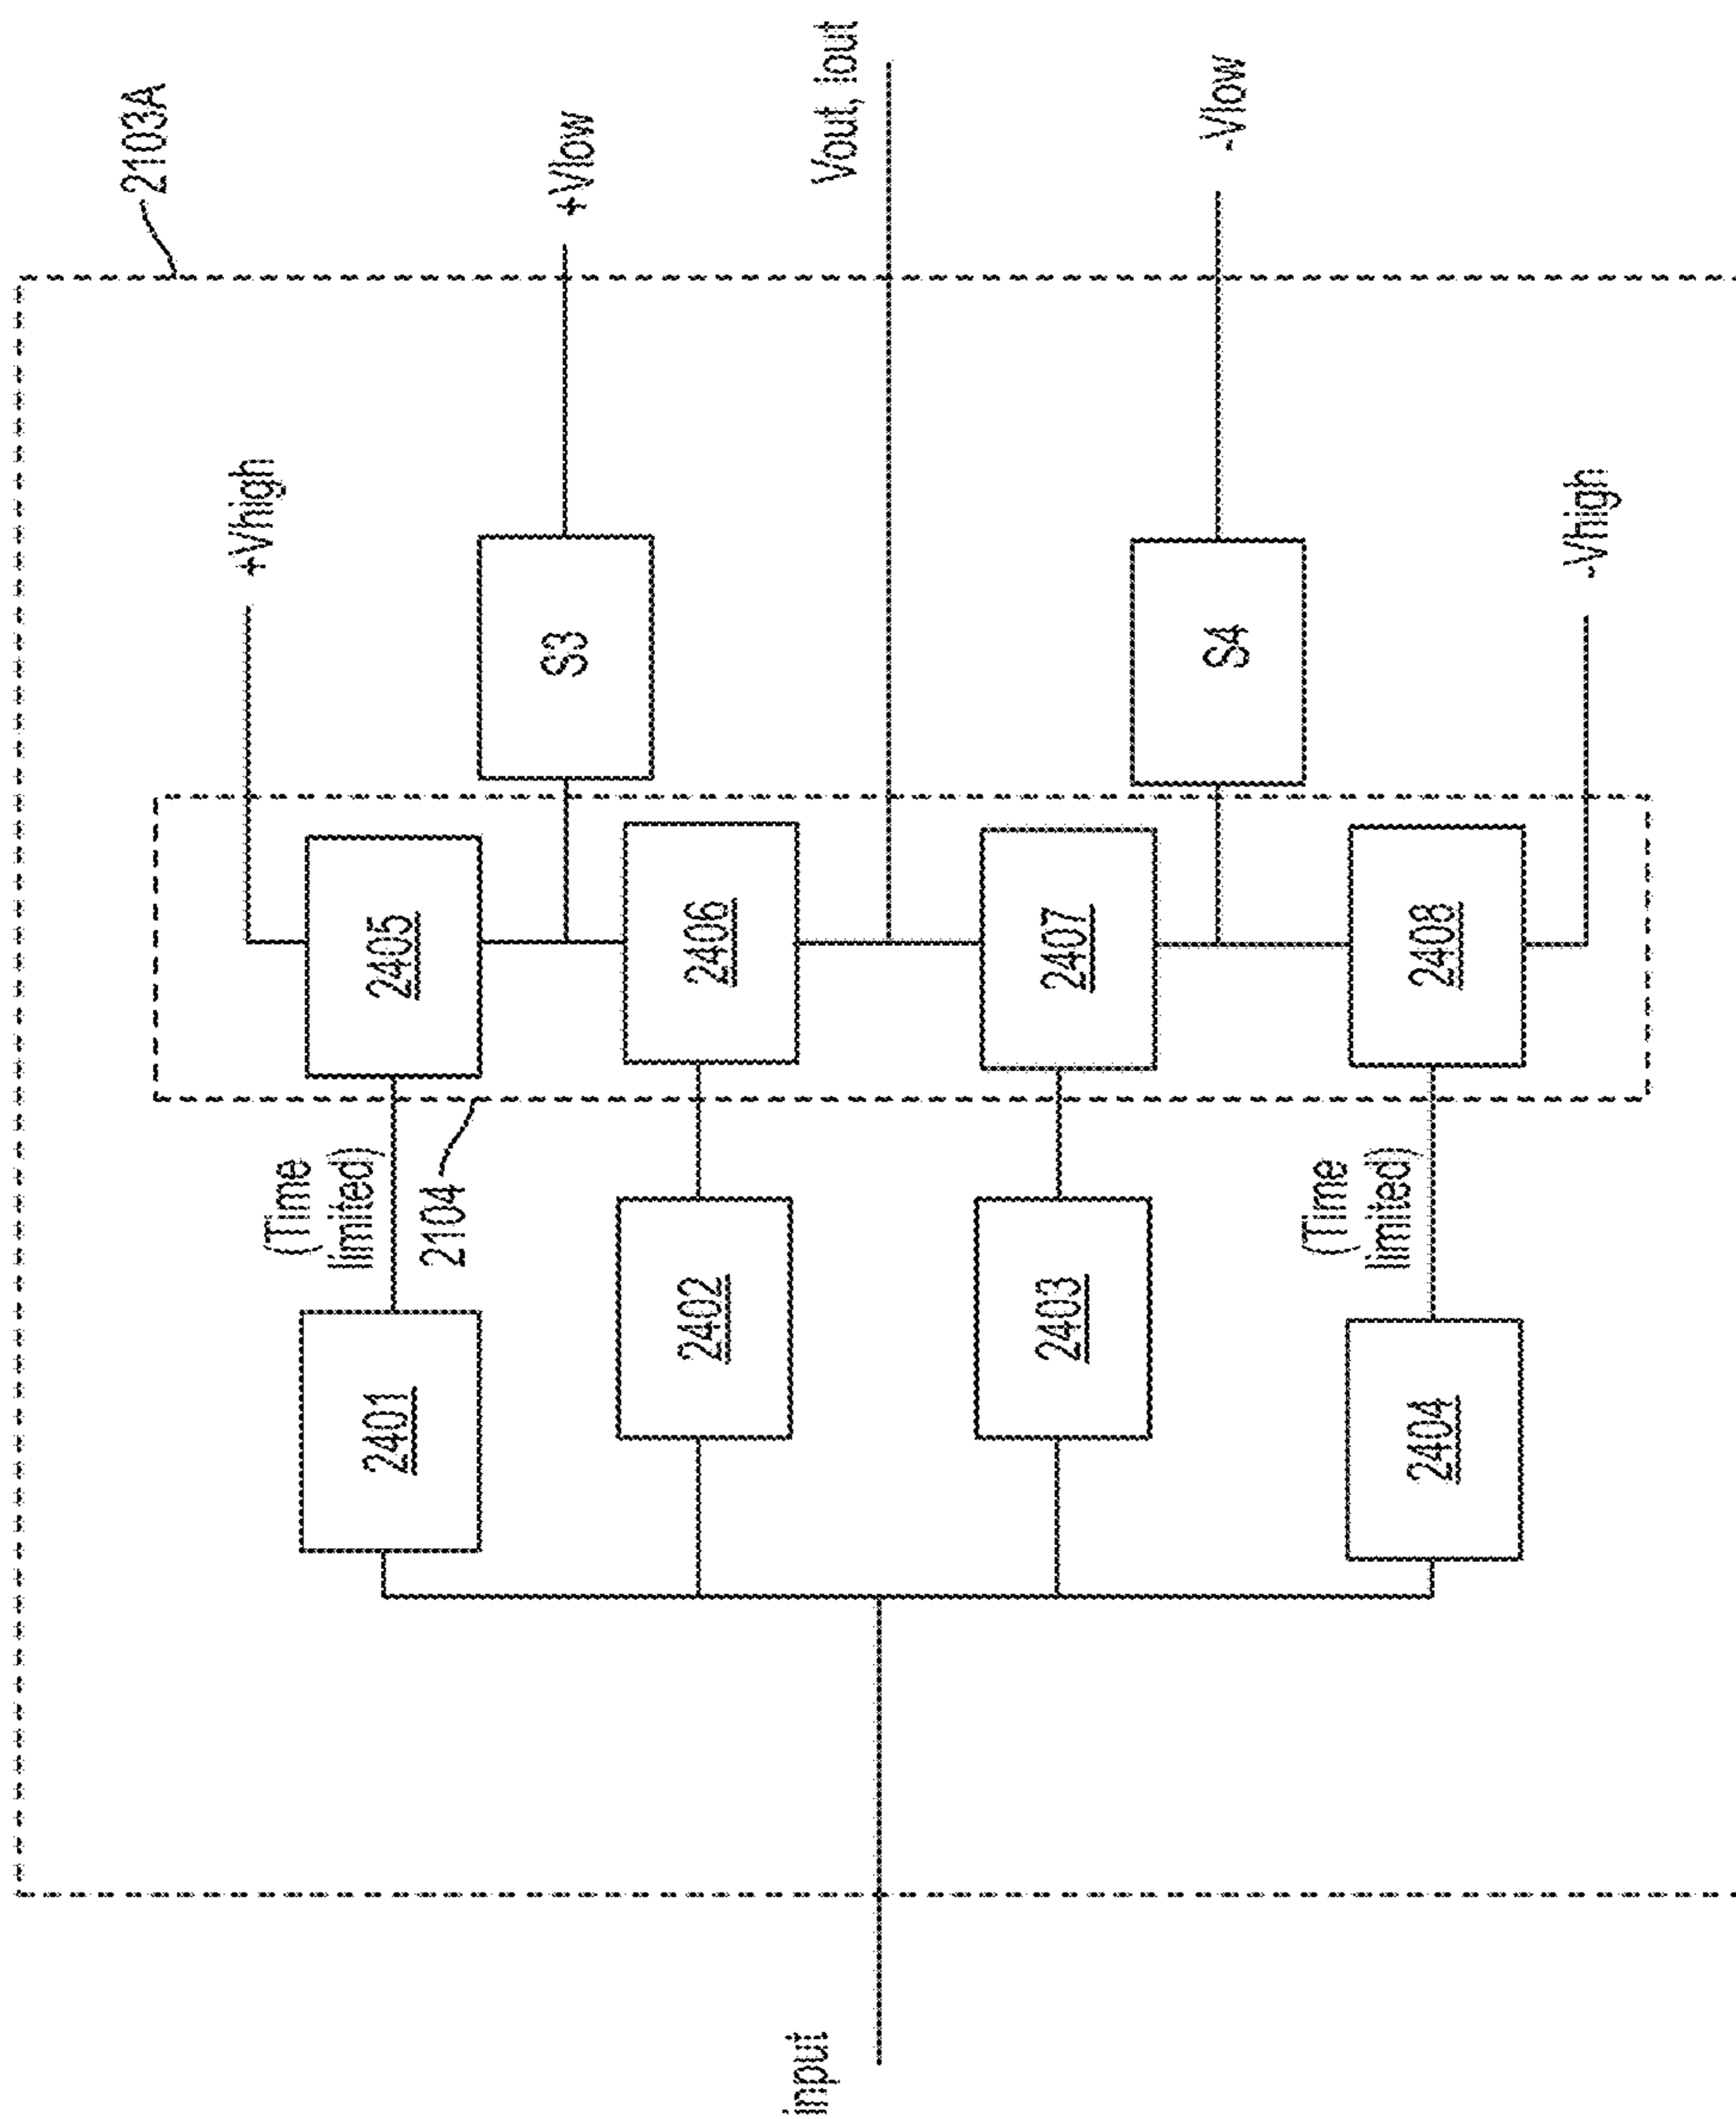 2103A
+Vhigh
+Vlow
Vout, Iout
-Vlow
-Vhigh
S3
S4
2405
2406
2407
2408
(Time
limited)
2104
(Time
limited)
2401
2402
2403
2404
input